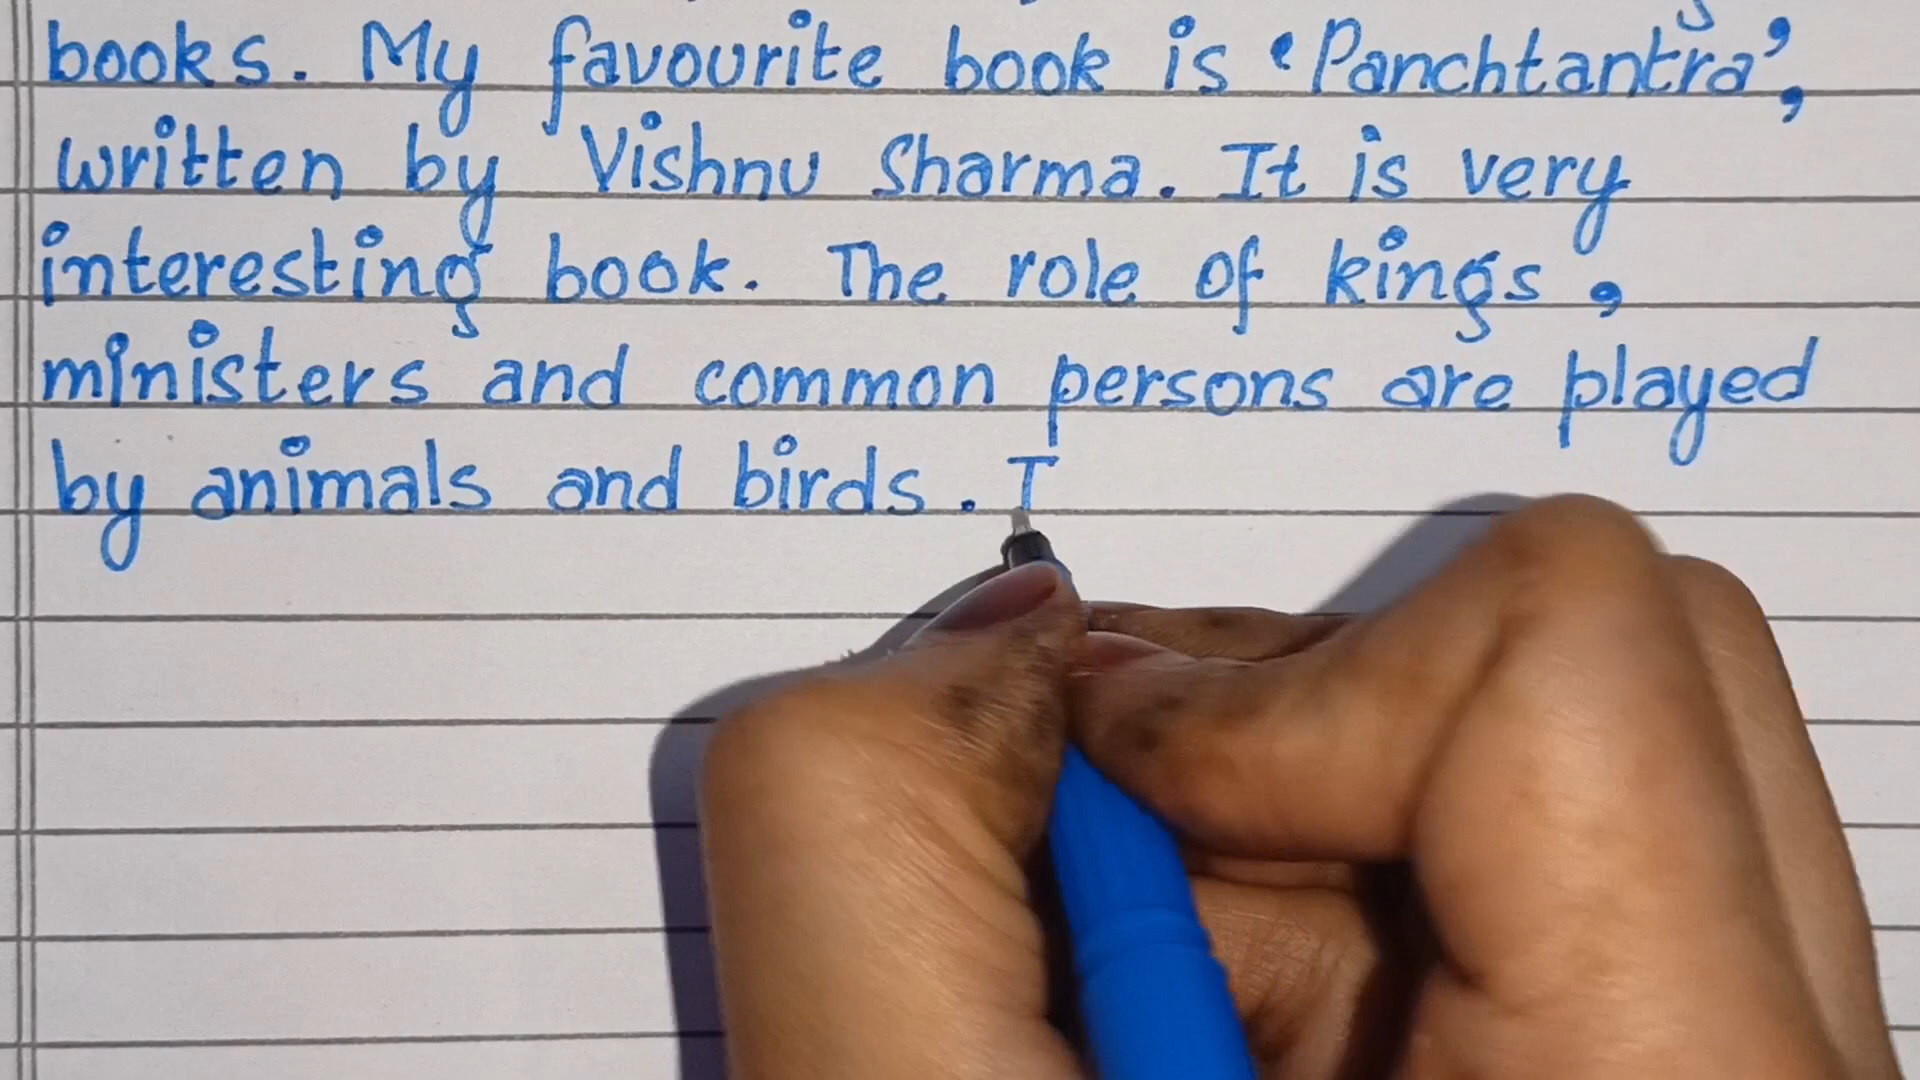 books. My favourite book is 'Panchtantra',
written by Vishnu Sharma. It is very
interesting book. The role of kings,
ministers and common persons are played
by animals and birds. I